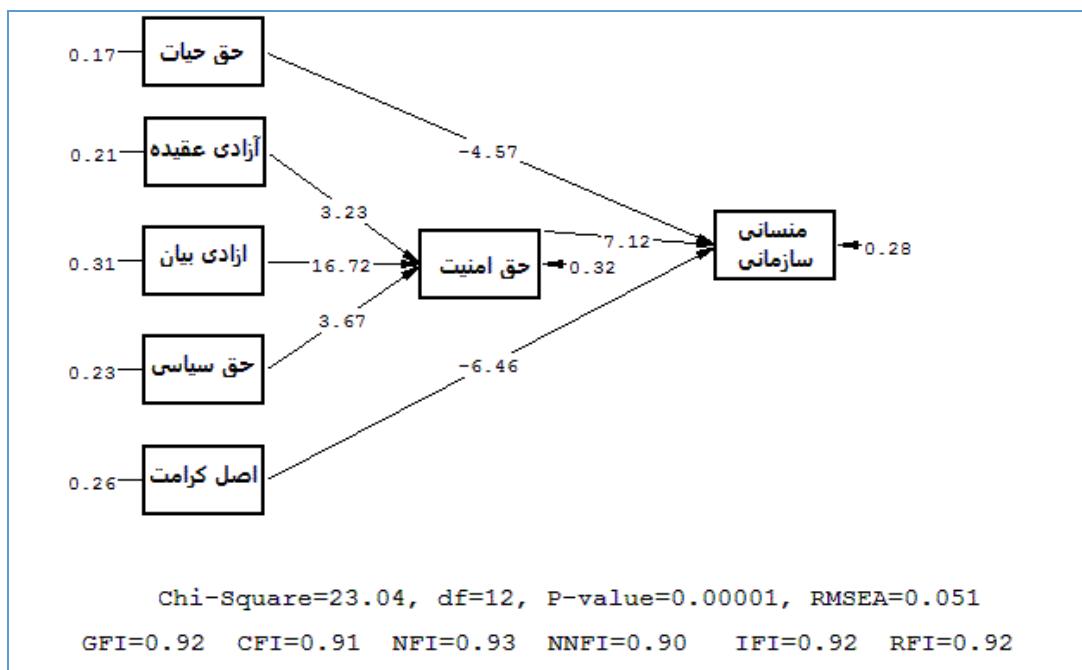 حق حیات
0.17
-4.57
آزادی عقیده
0.21
3.23
ازادی بیان
0.31
16.72
حق سیاسی
0.23
3.67
اصل کرامت
0.26
-6.46
حق امنیت
0.32
7.12
منسانی
سازمانی
0.28
Chi-Square=23.04, df=12, P-value=0.00001, RMSEA=0.051
GFI=0.92 CFI=0.91 NFI=0.93 NNFI=0.90 IFI=0.92 RFI=0.92